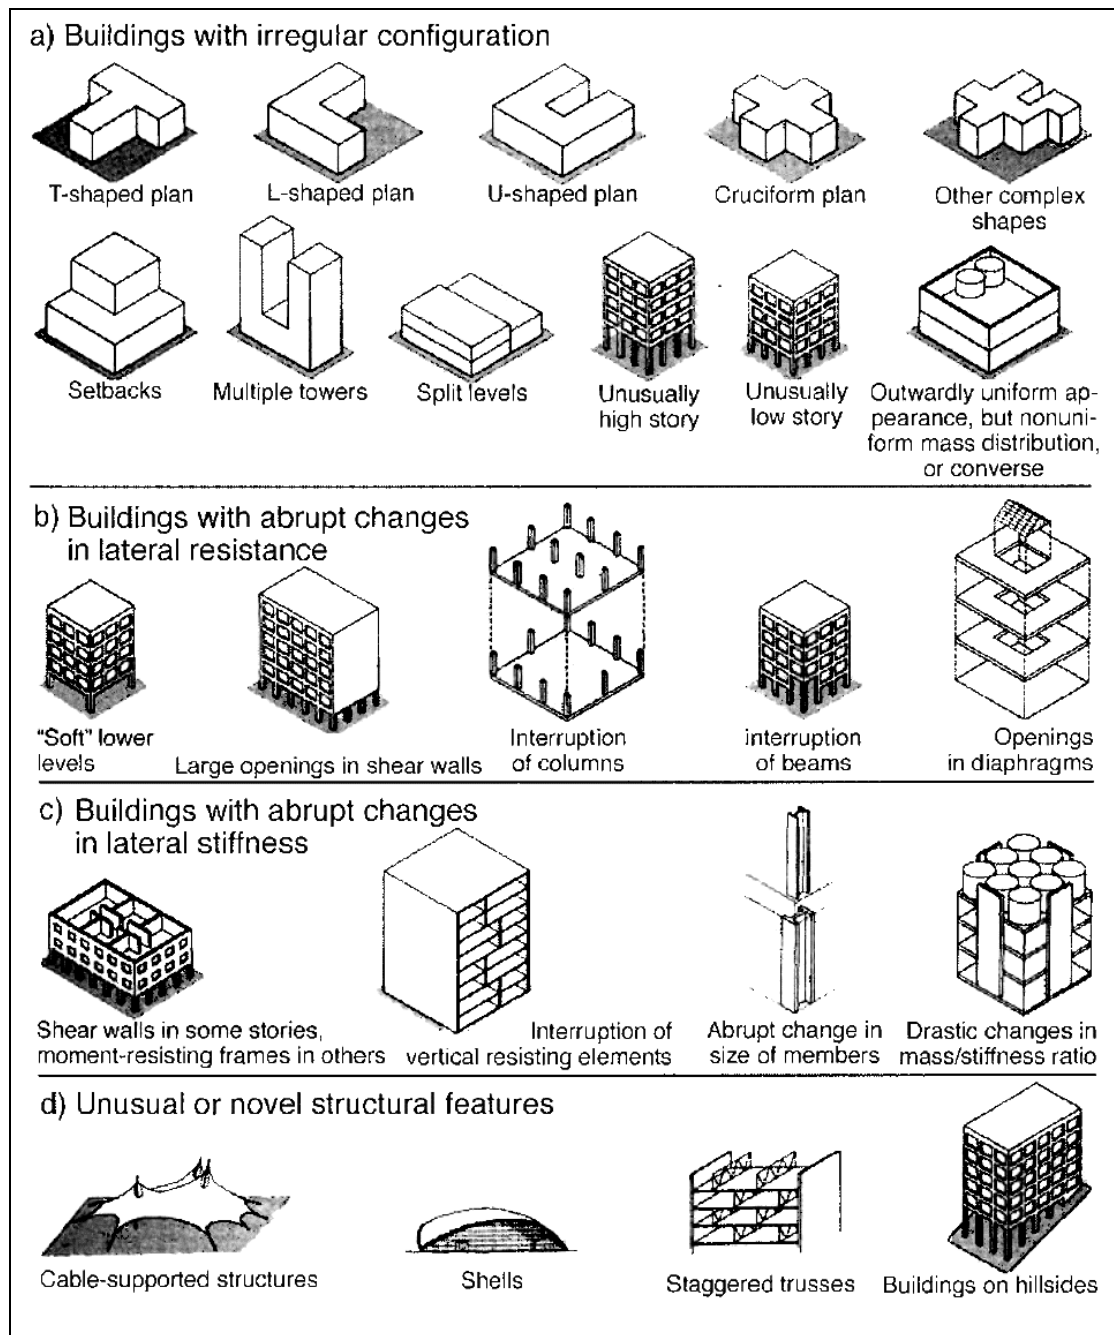 a) Buildings with irregular configuration
T-shaped plan
L-shaped plan
U-shaped plan
Cruciform plan
Other complex
shapes
Setbacks
Multiple towers
Split levels
Unusually
high story
Unusually
low story
Outwardly uniform ap-
pearance, but nonuni-
form mass distribution,
or converse
b) Buildings with abrupt changes
in lateral resistance
"Soft" lower
levels
Large openings in shear walls
Interruption
of columns
interruption
of beams
Openings
in diaphragms
c) Buildings with abrupt changes
in lateral stiffness
Shear walls in some stories,
moment-resisting frames in others
Interruption of
vertical resisting elements
Abrupt change in
size of members
Drastic changes in
mass/stiffness ratio
d) Unusual or novel structural features
Cable-supported structures
Shells
Staggered trusses
Buildings on hillsides